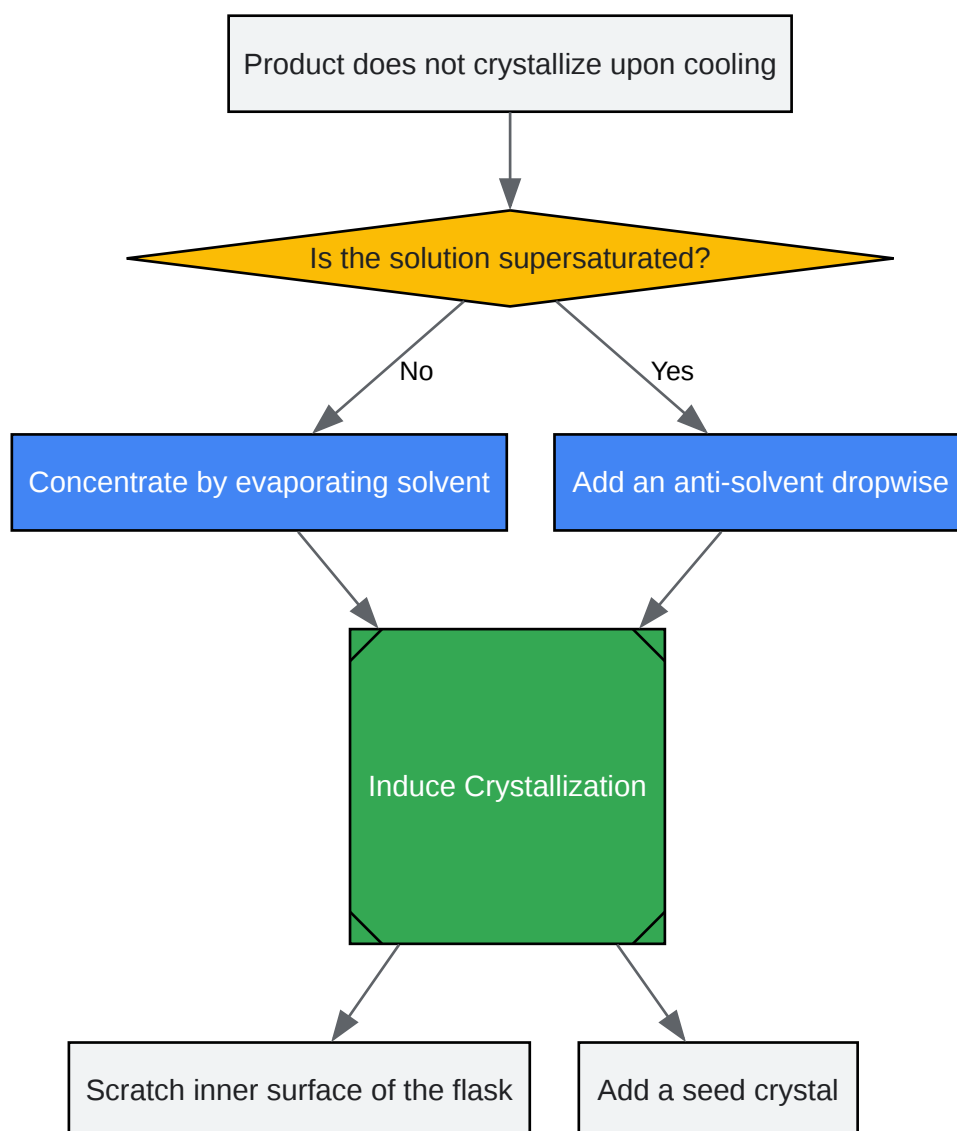 Product does not crystallize upon cooling
Is the solution supersaturated?
No
Yes
Concentrate by evaporating solvent
Add an anti-solvent dropwise
Induce Crystallization
Scratch inner surface of the flask
Add a seed crystal